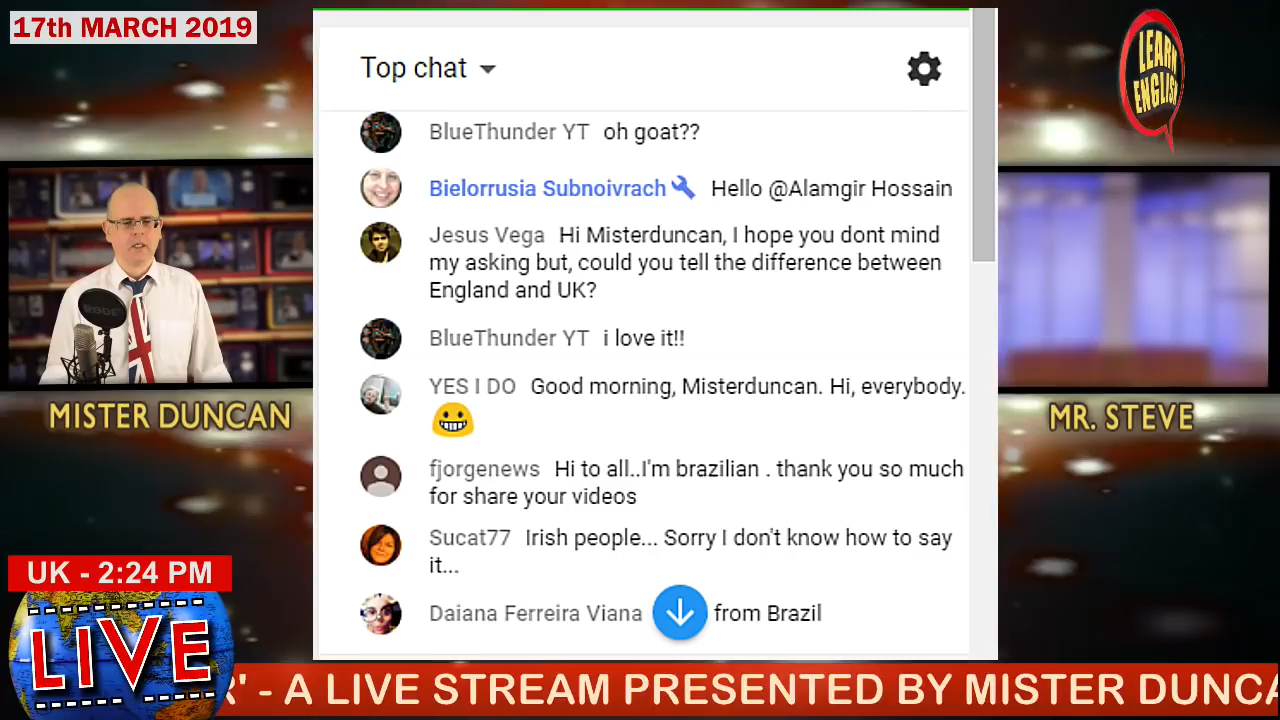 17th MARCH 2019
Top chat
LEARN
ENGLISH
BlueThunder YT oh goat??
Bielorrusia Subnoivrach Hello @Alamgir Hossain
Jesus Vega Hi Misterduncan, I hope you dont mind
my asking but, could you tell the difference between
England and UK?
BlueThunder YT i love it!!
YES I DO Good morning, Misterduncan. Hi, everybody.
fjorgenews Hi to all..I'm brazilian . thank you so much
for share your videos
Sucat77 Irish people... Sorry I don't know how to say
it...
Daiana Ferreira Viana from Brazil
MISTER DUNCAN
MR. STEVE
UK - 2:24 PM
LIVE
R' - A LIVE STREAM PRESENTED BY MISTER DUNCA